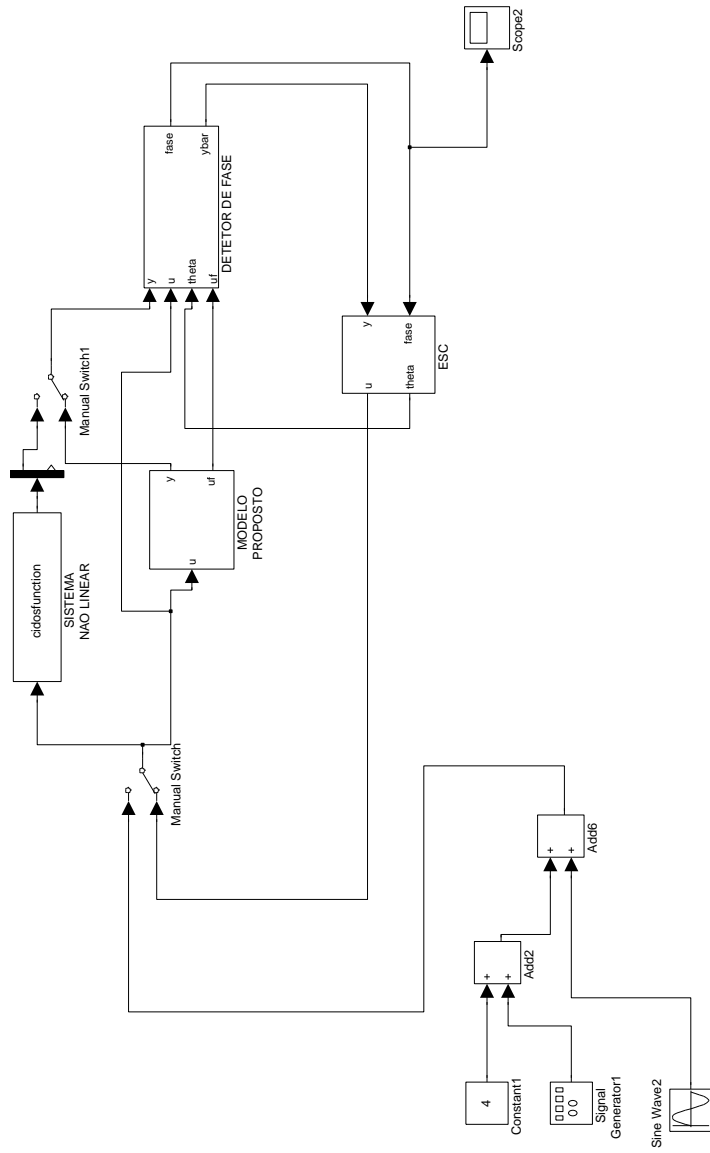 cidosfunction
SISTEMA
NAO LINEAR
Manual Switch1
y
u
theta
uf
fase
ybar
DETETOR DE FASE
Manual Switch
u
y
uf
MODELO
PROPOSTO
u
theta
y
fase
ESC
Scope2
4
Constant1
+
+
Add2
+
+
Add6
Signal
Generator1
Sine Wave2